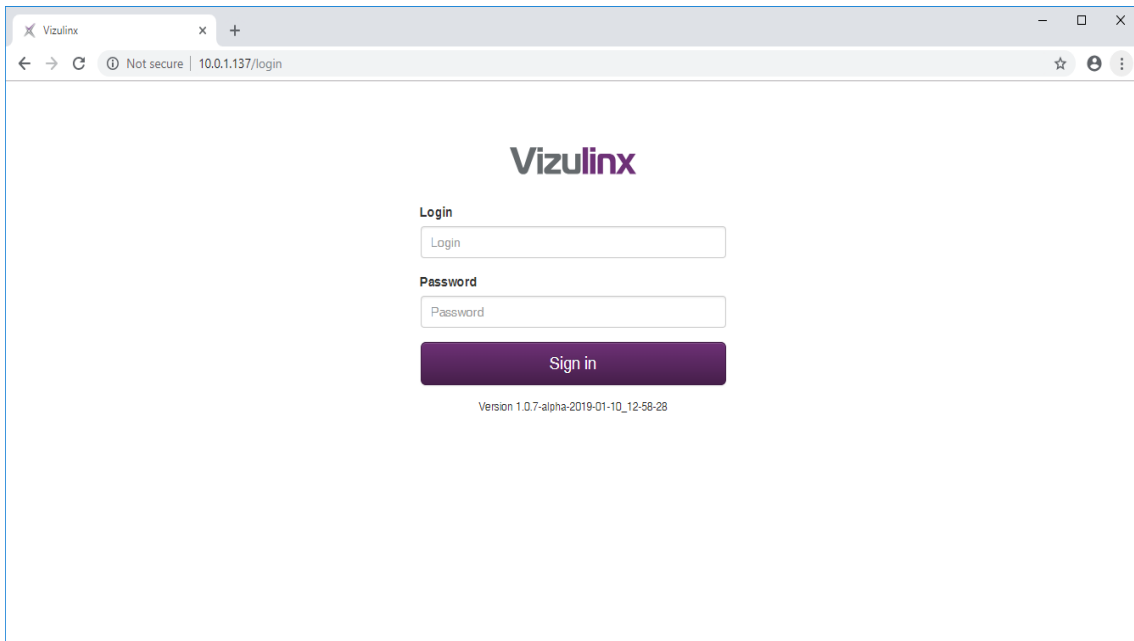 Vizulinx
Not secure | 10.0.1.137/login
Vizulinx
Login
Login
Password
Password
Sign in
Version 1.0.7-alpha-2019-01-10_12-58-28